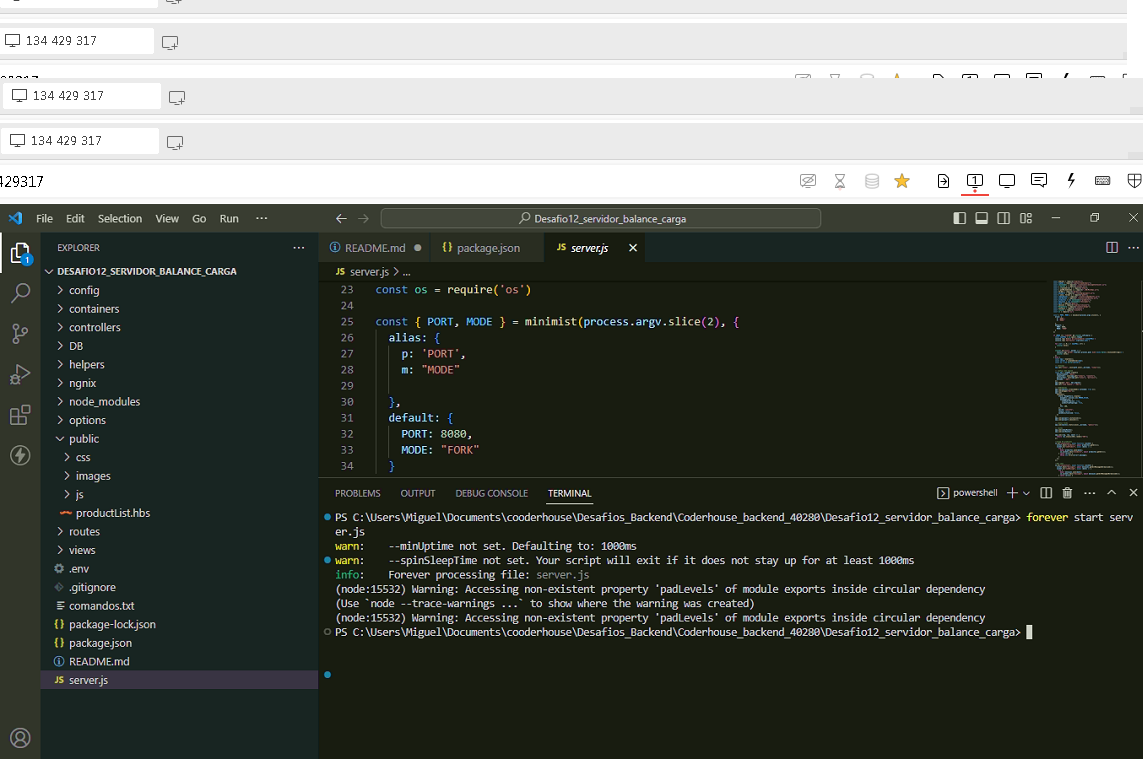 134 429 317
134 429 317
134 429 317
429317
1
File Edit Selection View Go Run ···
Desafio12_servidor_balance_carga
EXPLORER
README.md
{} package.json
JS server.js
1
DESAFIO12_SERVIDOR_BALANCE_CARGA
config
containers
controllers
DB
helpers
ngnix
node_modules
options
public
css
images
js
productList.hbs
routes
views
.env
.gitignore
comandos.txt
{} package-lock.json
{} package.json
README.md
JS server.js
JS server.js > ...
23 const os = require('os')
24
25 const { PORT, MODE } = minimist(process.argv.slice(2), {
26 alias: {
27 p: 'PORT',
28 m: "MODE"
29
30 },
31 default: {
32 PORT: 8080,
33 MODE: "FORK"
34 }
PROBLEMS OUTPUT DEBUG CONSOLE TERMINAL
powershell
PS C:\Users\Miguel\Documents\cooderhouse\Desafios_Backend\Coderhouse_backend_40280\Desafio12_servidor_balance_carga> forever start serv
er.js
warn: --minUptime not set. Defaulting to: 1000ms
warn: --spinSleepTime not set. Your script will exit if it does not stay up for at least 1000ms
info: Forever processing file: server.js
(node:15532) Warning: Accessing non-existent property 'padLevels' of module exports inside circular dependency
(Use `node --trace-warnings ...` to show where the warning was created)
(node:15532) Warning: Accessing non-existent property 'padLevels' of module exports inside circular dependency
PS C:\Users\Miguel\Documents\cooderhouse\Desafios_Backend\Coderhouse_backend_40280\Desafio12_servidor_balance_carga>